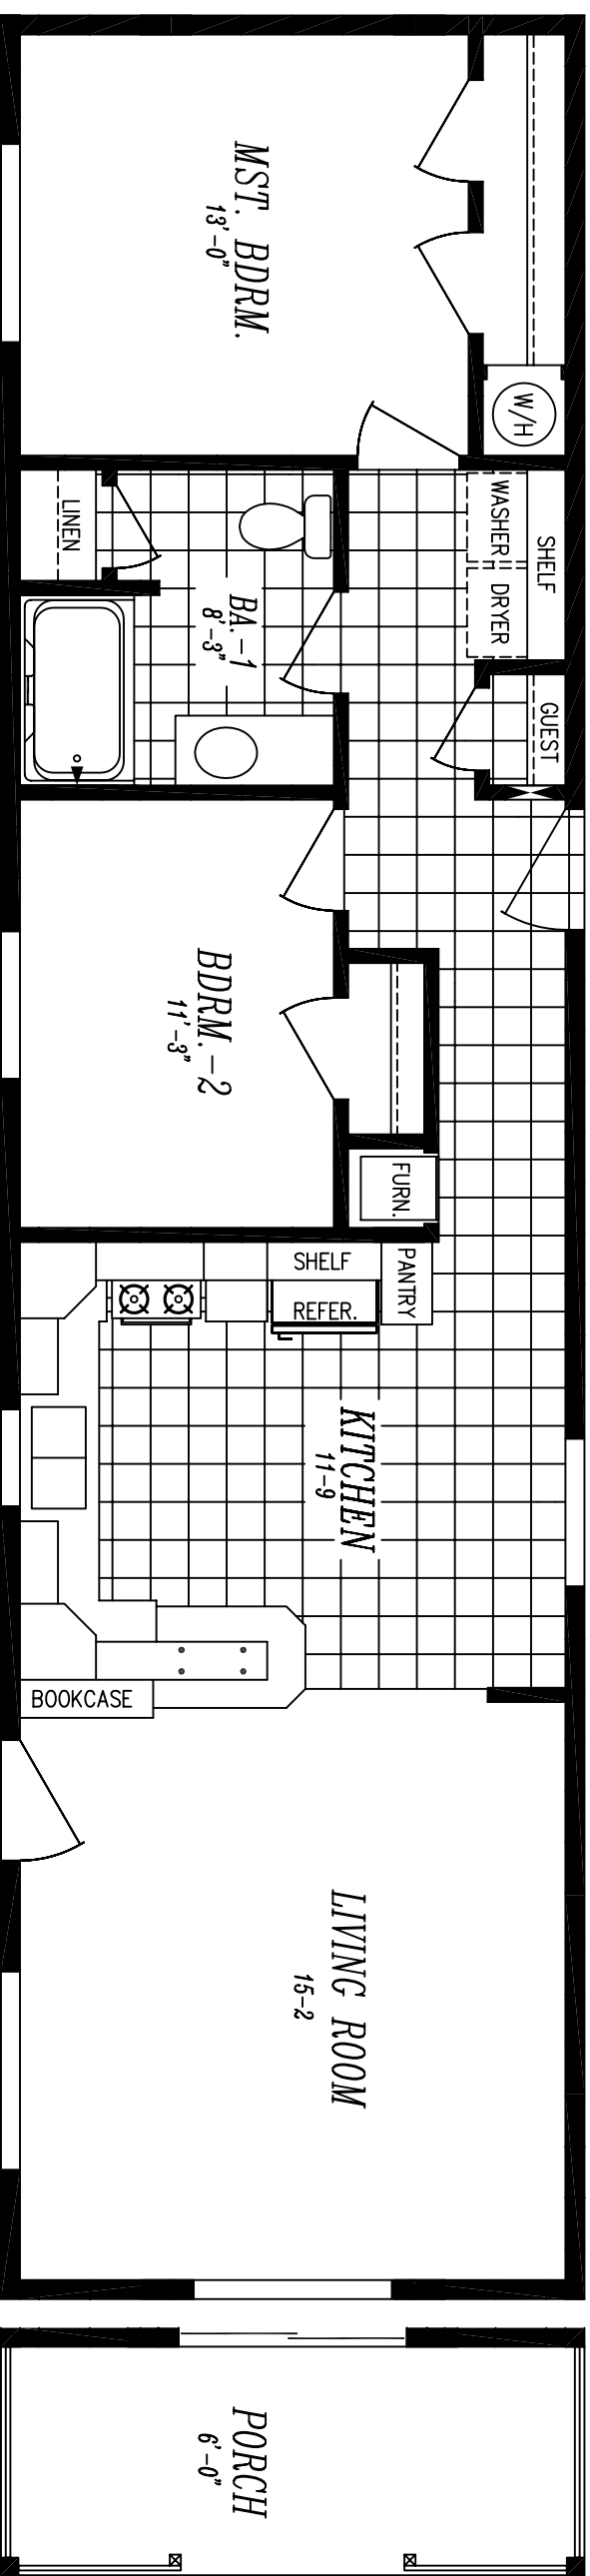 MST. BDRM.
13'-0"
W/H
WASHER
DRYER
SHELF
GUEST
LINEN
BA.-1
8'-3"
BDRM.-2
11'-3"
FURN.
PANTRY
SHELF
REFER.
KITCHEN
11-9
BOOKCASE
LIVING ROOM
15-2
PORCH
6'-0"